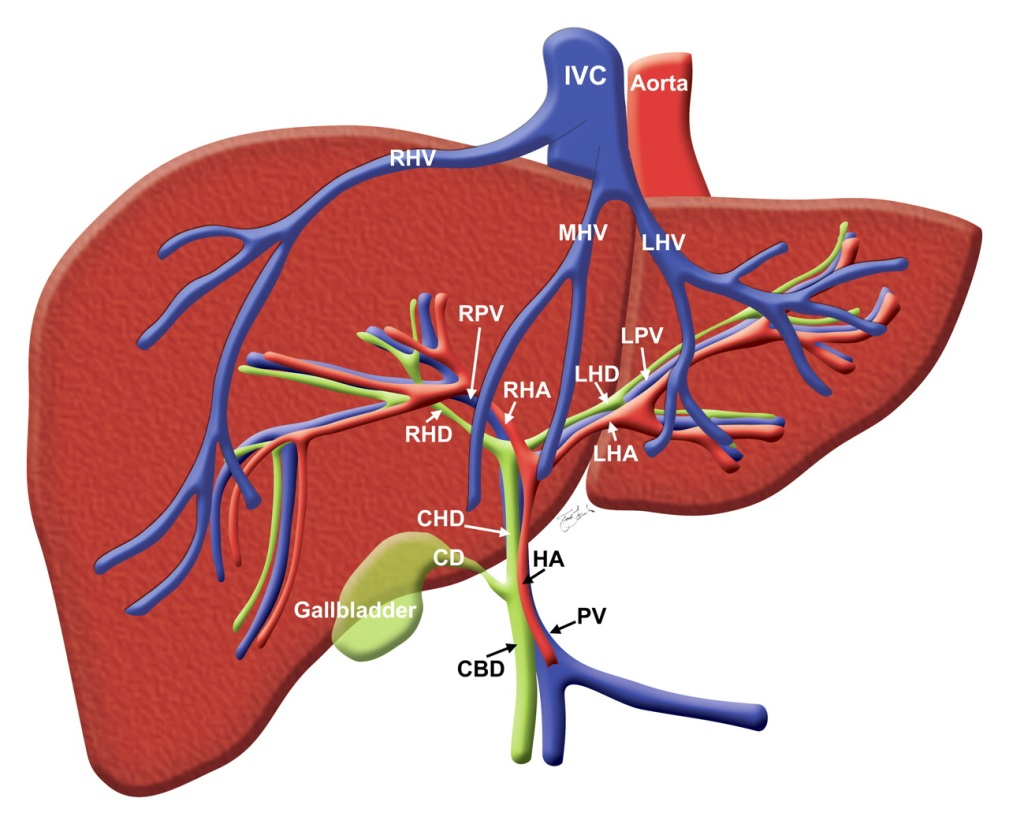 IVC
Aorta
RHV
MHV
LHV
RPV
LPV
LHD
RHA
RHD
LHA
CHD
CD
HA
Gallbladder
PV
CBD